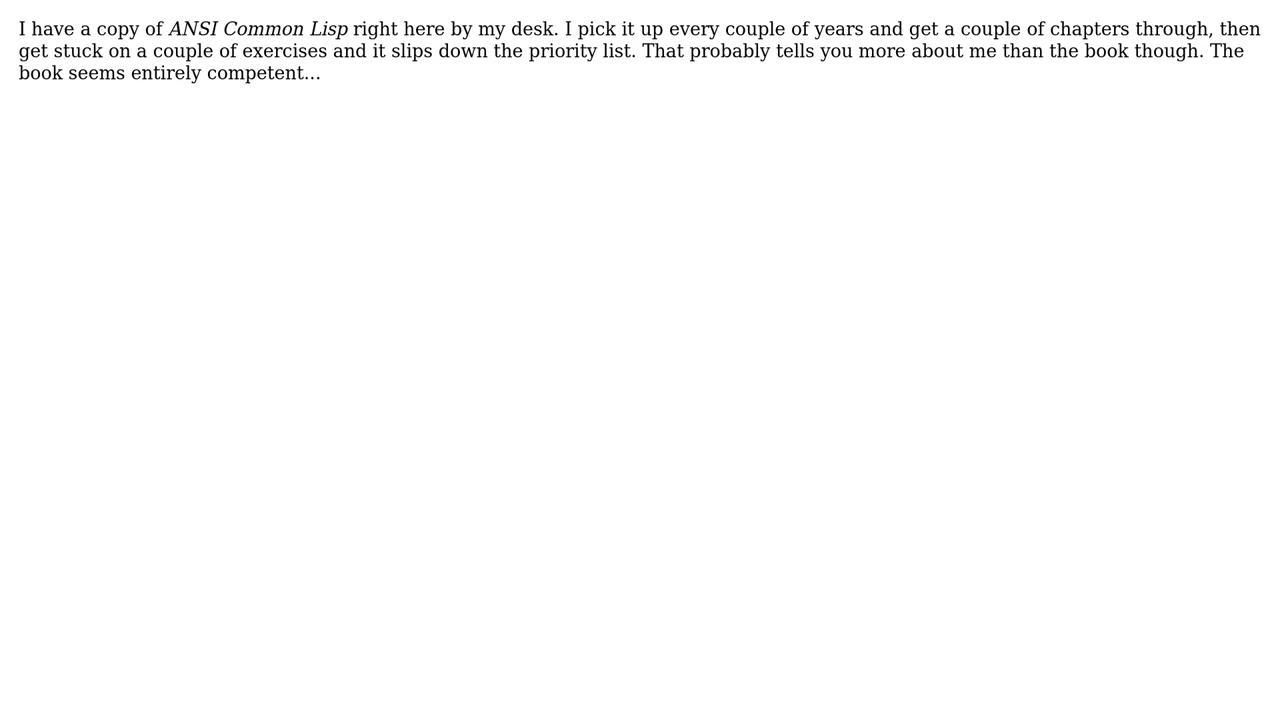 I have a copy of ANSI Common Lisp right here by my desk. I pick it up every couple of years and get a couple of chapters through, then
get stuck on a couple of exercises and it slips down the priority list. That probably tells you more about me than the book though. The
book seems entirely competent...